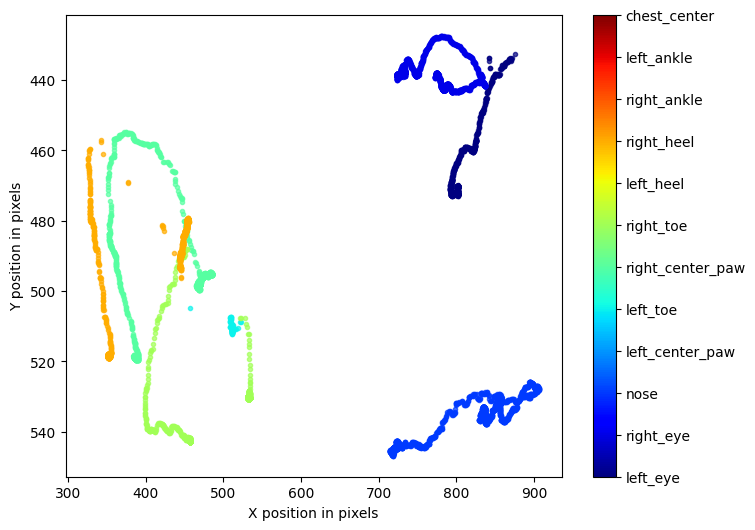 440
460
480
500
520
540
Y position in pixels
300
400
500
600
700
800
900
X position in pixels
chest_center
left_ankle
right_ankle
right_heel
left_heel
right_toe
right_center_paw
left_toe
left_center_paw
nose
right_eye
left_eye